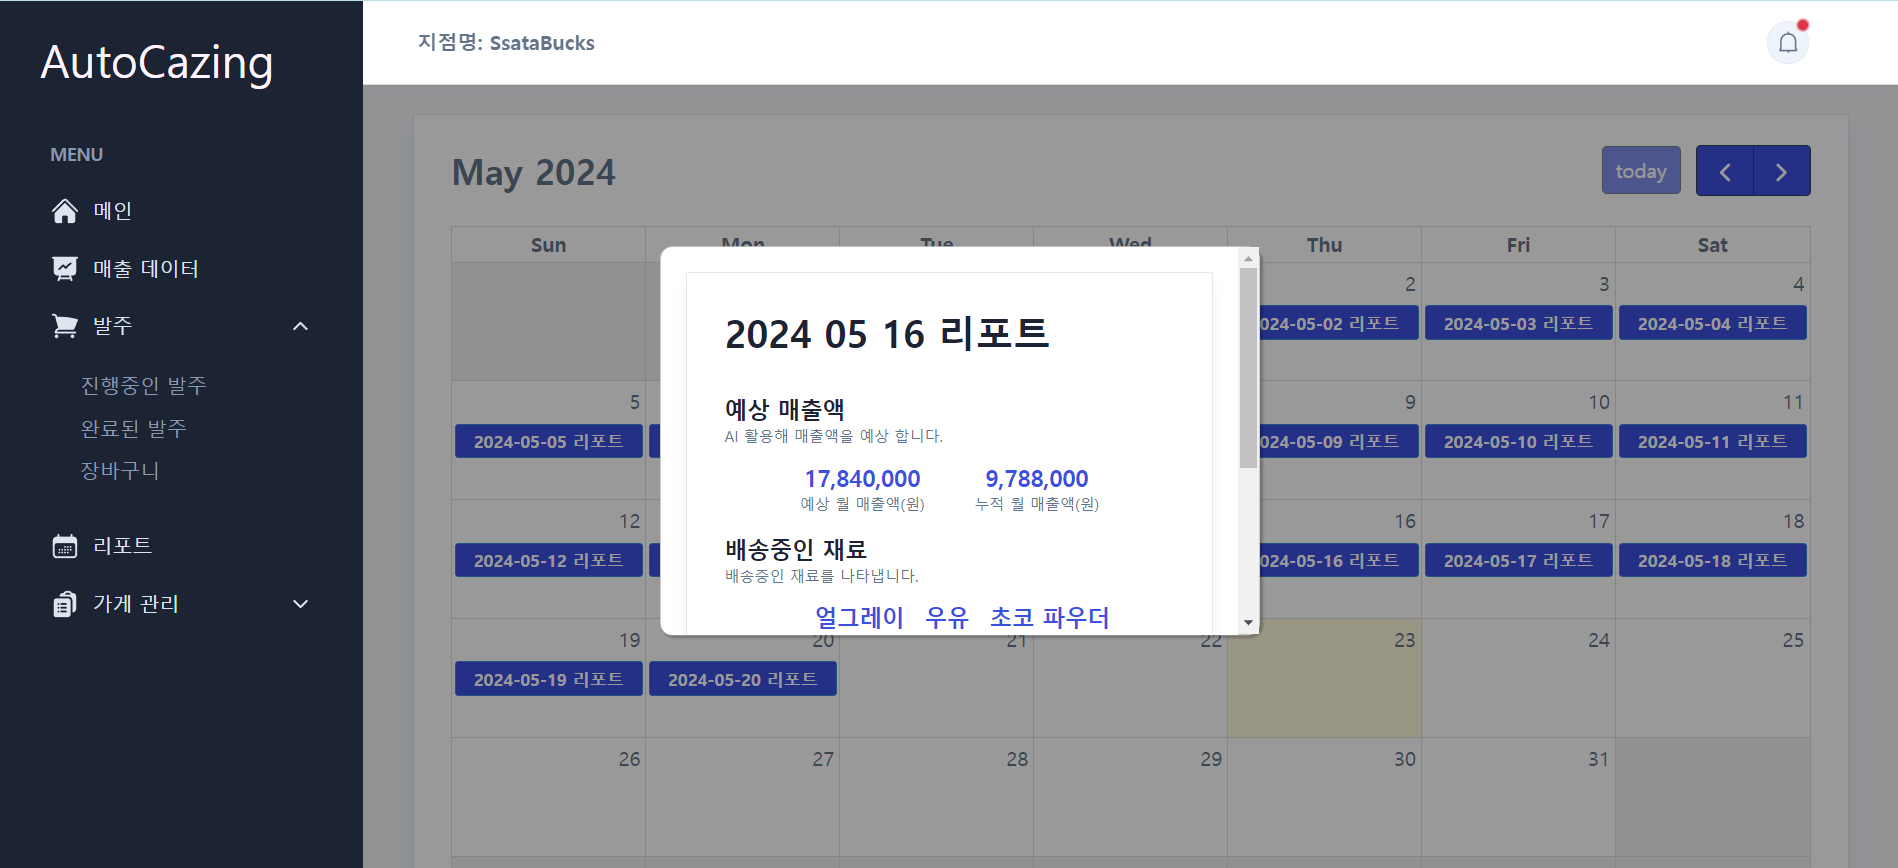 AutoCazing
지점명: SsataBucks
MENU
메인
매출 데이터
발주
진행중인 발주
완료된 발주
장바구니
리포트
가게 관리
May 2024
today
Sun Mon Tue Wed Thu Fri Sat
2 3 4
024-05-02 리포트 2024-05-03 리포트 2024-05-04 리포트
5 9 10 11
2024-05-05 리포트 024-05-09 리포트 2024-05-10 리포트 2024-05-11 리포트
12 16 17 18
2024-05-12 리포트 024-05-16 리포트 2024-05-17 리포트 2024-05-18 리포트
19 20 21 22 23 24 25
2024-05-19 리포트 2024-05-20 리포트
26 27 28 29 30 31
2024 05 16 리포트
예상 매출액
AI 활용해 매출액을 예상 합니다.
17,840,000 9,788,000
예상 월 매출액(원) 누적 월 매출액(원)
배송중인 재료
배송중인 재료를 나타냅니다.
얼그레이 우유 초코 파우더